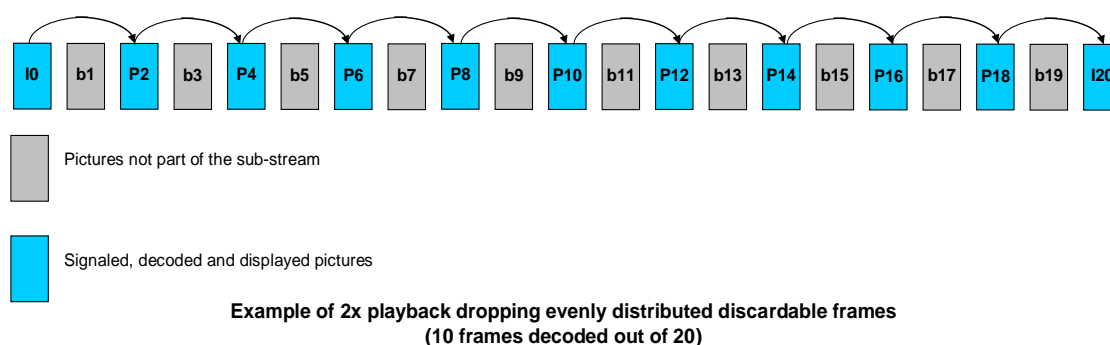 I0 b1 P2 b3 P4 b5 P6 b7 P8 b9 P10 b11 P12 b13 P14 b15 P16 b17 P18 b19 I20
Pictures not part of the sub-stream
Signaled, decoded and displayed pictures
Example of 2x playback dropping evenly distributed discardable frames
(10 frames decoded out of 20)